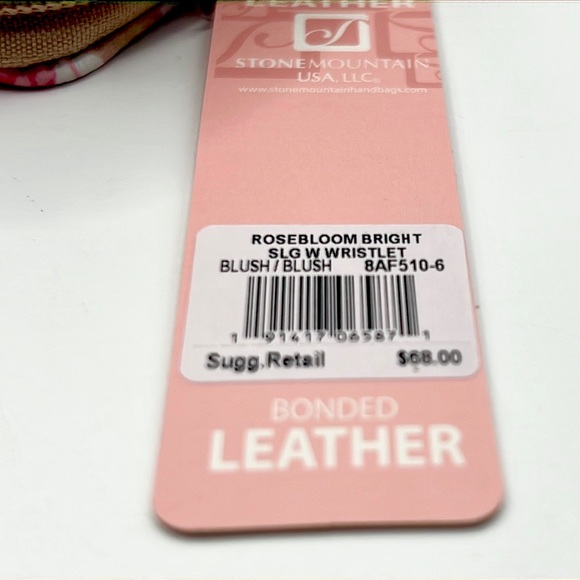 LEATHER
STONEMOUNTAIN
USA, LLC®
www.stonemountainhandbags.com
ROSEBLOOM BRIGHT
SLG W WRISTLET
BLUSH / BLUSH 8AF510-6
1 91417 06587 1
Sugg.Retail $68.00
BONDED
LEATHER